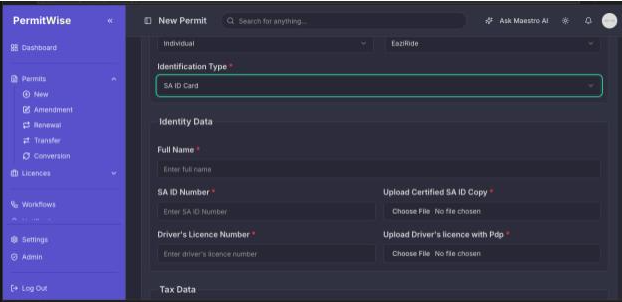 PermitWise «
New Permit
Search for anything...
Ask Maestro AI
Dashboard
Permits
New
Amendment
Renewal
Transfer
Conversion
Licences
Workflows
Settings
Admin
Log Out
Individual
EaziRide
Identification Type *
SA ID Card
Identity Data
Full Name *
Enter full name
SA ID Number *
Upload Certified SA ID Copy *
Enter SA ID Number
Choose File No file chosen
Driver's Licence Number *
Upload Driver's licence with Pdp *
Enter driver's licence number
Choose File No file chosen
Tax Data